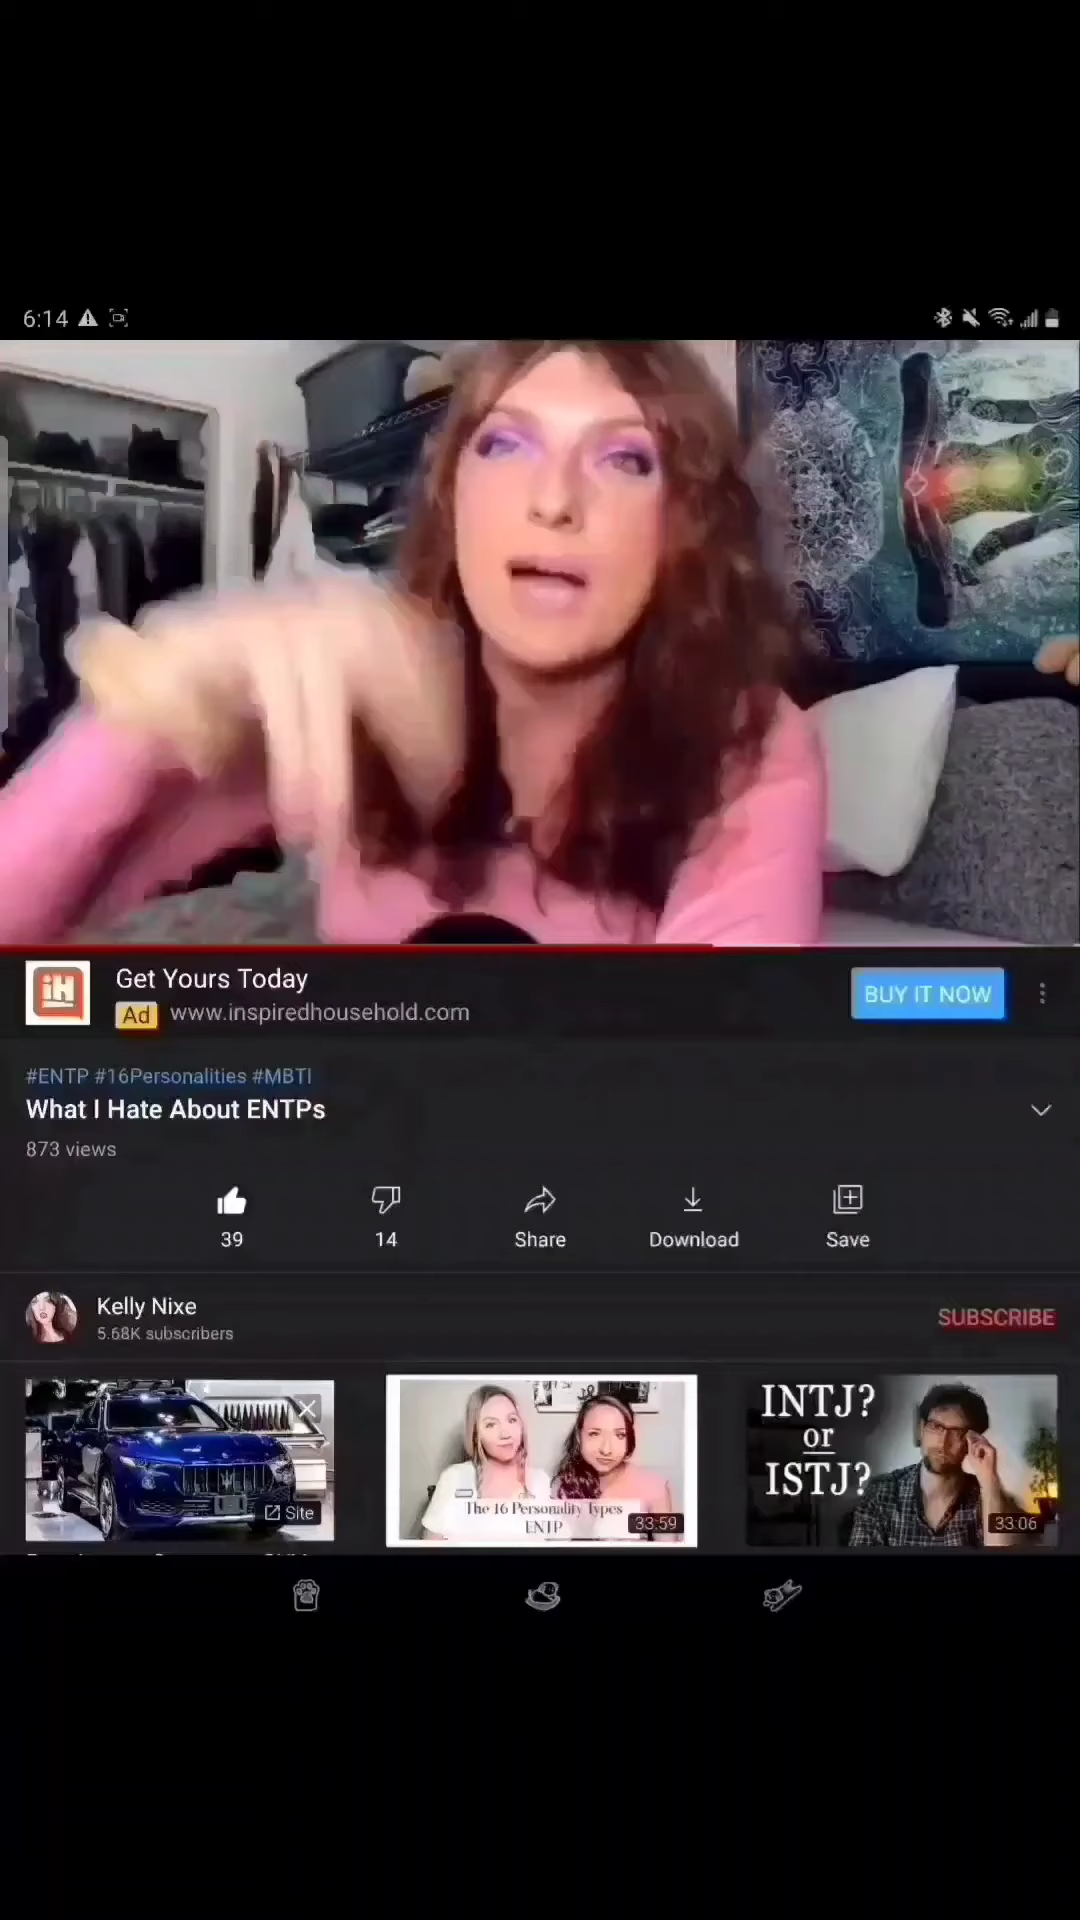 6:14
iH
Get Yours Today
Ad www.inspiredhousehold.com
BUY IT NOW
#ENTP #16Personalities #MBTI
What I Hate About ENTPs
873 views
39
14
Share
Download
Save
Kelly Nixe
5.68K subscribers
SUBSCRIBE
Site
The 16 Personality Types
ENTP
33:59
INTJ?
or
ISTJ?
33:06